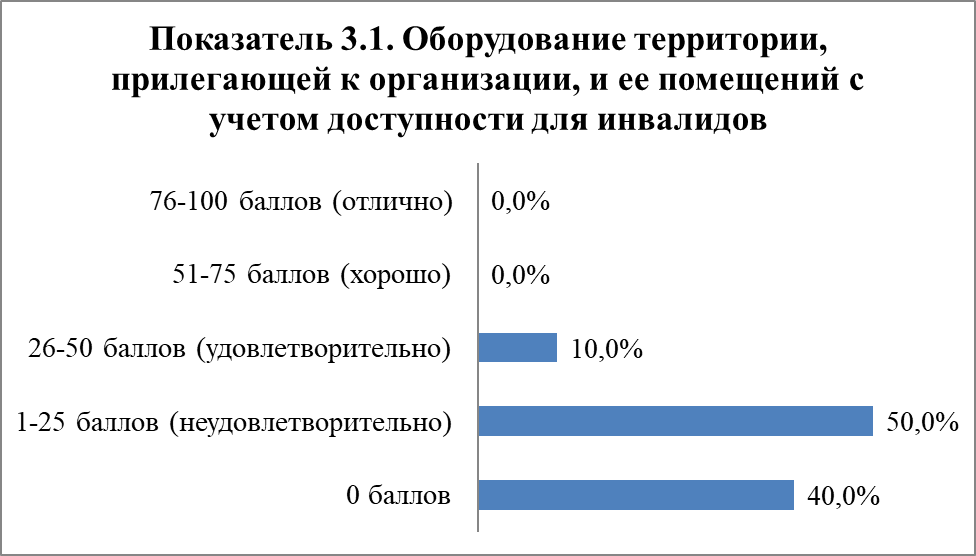 Показатель 3.1. Оборудование территории,
прилегающей к организации, и ее помещений с
учетом доступности для инвалидов
76-100 баллов (отлично) 0,0%
51-75 баллов (хорошо) 0,0%
26-50 баллов (удовлетворительно) 10,0%
1-25 баллов (неудовлетворительно) 50,0%
0 баллов 40,0%